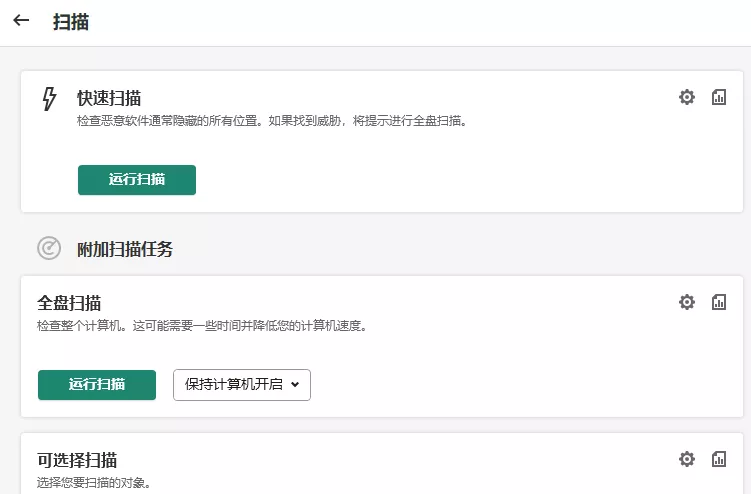 扫描
快速扫描
检查恶意软件通常隐藏的所有位置。如果找到威胁，将提示进行全盘扫描。
运行扫描
附加扫描任务
全盘扫描
检查整个计算机。这可能需要一些时间并降低您的计算机速度。
运行扫描 保持计算机开启
可选择扫描
选择您要扫描的对象。